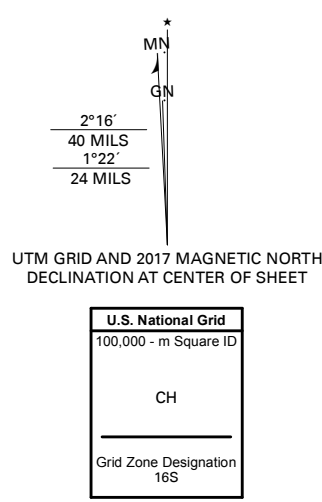 MN
GN
2°16´
40 MILS
1°22´
24 MILS
UTM GRID AND 2017 MAGNETIC NORTH
DECLINATION AT CENTER OF SHEET
U.S. National Grid
100,000 - m Square ID
CH
Grid Zone Designation
16S